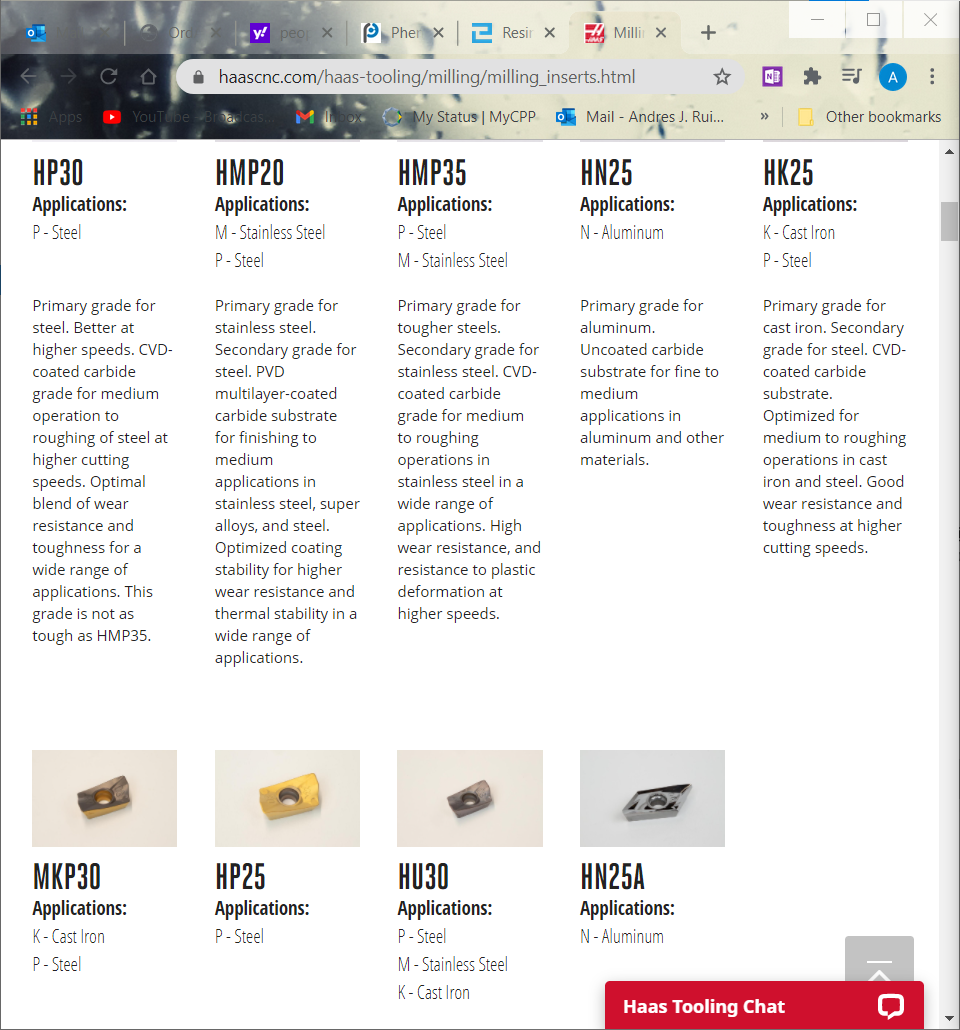 Ord
peop
Pher
Resin
Milli
haascnc.com/haas-tooling/milling/milling_inserts.html
A
Apps
YouTube
Broadcas...
Inbox
My Status | MyCPP
Mail - Andres J. Rui...
»
Other bookmarks
HP30
Applications:
P - Steel
Primary grade for
steel. Better at
higher speeds. CVD-
coated carbide
grade for medium
operation to
roughing of steel at
higher cutting
speeds. Optimal
blend of wear
resistance and
toughness for a
wide range of
applications. This
grade is not as
tough as HMP35.
HMP20
Applications:
M - Stainless Steel
P - Steel
Primary grade for
stainless steel.
Secondary grade for
steel. PVD
multilayer-coated
carbide substrate
for finishing to
medium
applications in
stainless steel, super
alloys, and steel.
Optimized coating
stability for higher
wear resistance and
thermal stability in a
wide range of
applications.
HMP35
Applications:
P - Steel
M - Stainless Steel
Primary grade for
tougher steels.
Secondary grade for
stainless steel. CVD-
coated carbide
grade for medium
to roughing
operations in
stainless steel in a
wide range of
applications. High
wear resistance, and
resistance to plastic
deformation at
higher speeds.
HN25
Applications:
N - Aluminum
Primary grade for
aluminum.
Uncoated carbide
substrate for fine to
medium
applications in
aluminum and other
materials.
HK25
Applications:
K - Cast Iron
P - Steel
Primary grade for
cast iron. Secondary
grade for steel. CVD-
coated carbide
substrate.
Optimized for
medium to roughing
operations in cast
iron and steel. Good
wear resistance and
toughness at higher
cutting speeds.
MKP30
Applications:
K - Cast Iron
P - Steel
HP25
Applications:
P - Steel
HU30
Applications:
P - Steel
M - Stainless Steel
K - Cast Iron
HN25A
Applications:
N - Aluminum
Haas Tooling Chat